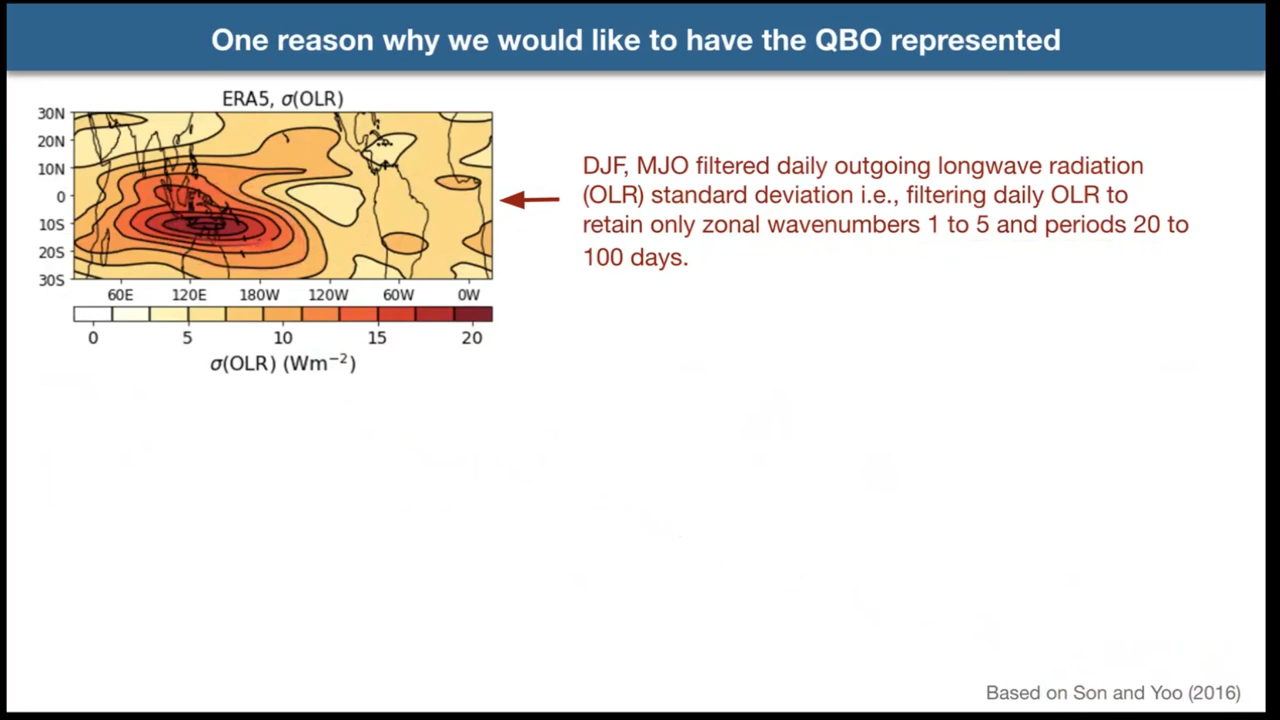 One reason why we would like to have the QBO represented
ERA5, σ(OLR)
30N
20N
10N
0
10S
20S
30S
60E 120E 180W 120W 60W 0W
0 5 10 15 20
σ(OLR) (Wm⁻²)
DJF, MJO filtered daily outgoing longwave radiation
(OLR) standard deviation i.e., filtering daily OLR to
retain only zonal wavenumbers 1 to 5 and periods 20 to
100 days.
Based on Son and Yoo (2016)